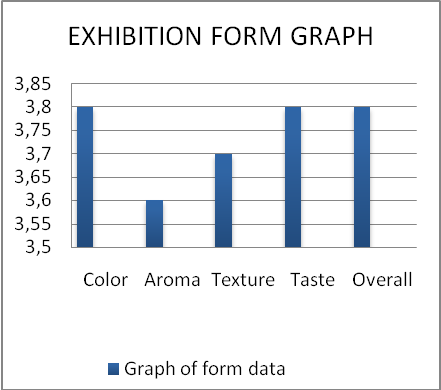 EXHIBITION FORM GRAPH
3,85
3,8
3,75
3,7
3,65
3,6
3,55
3,5
Color Aroma Texture Taste Overall
Graph of form data